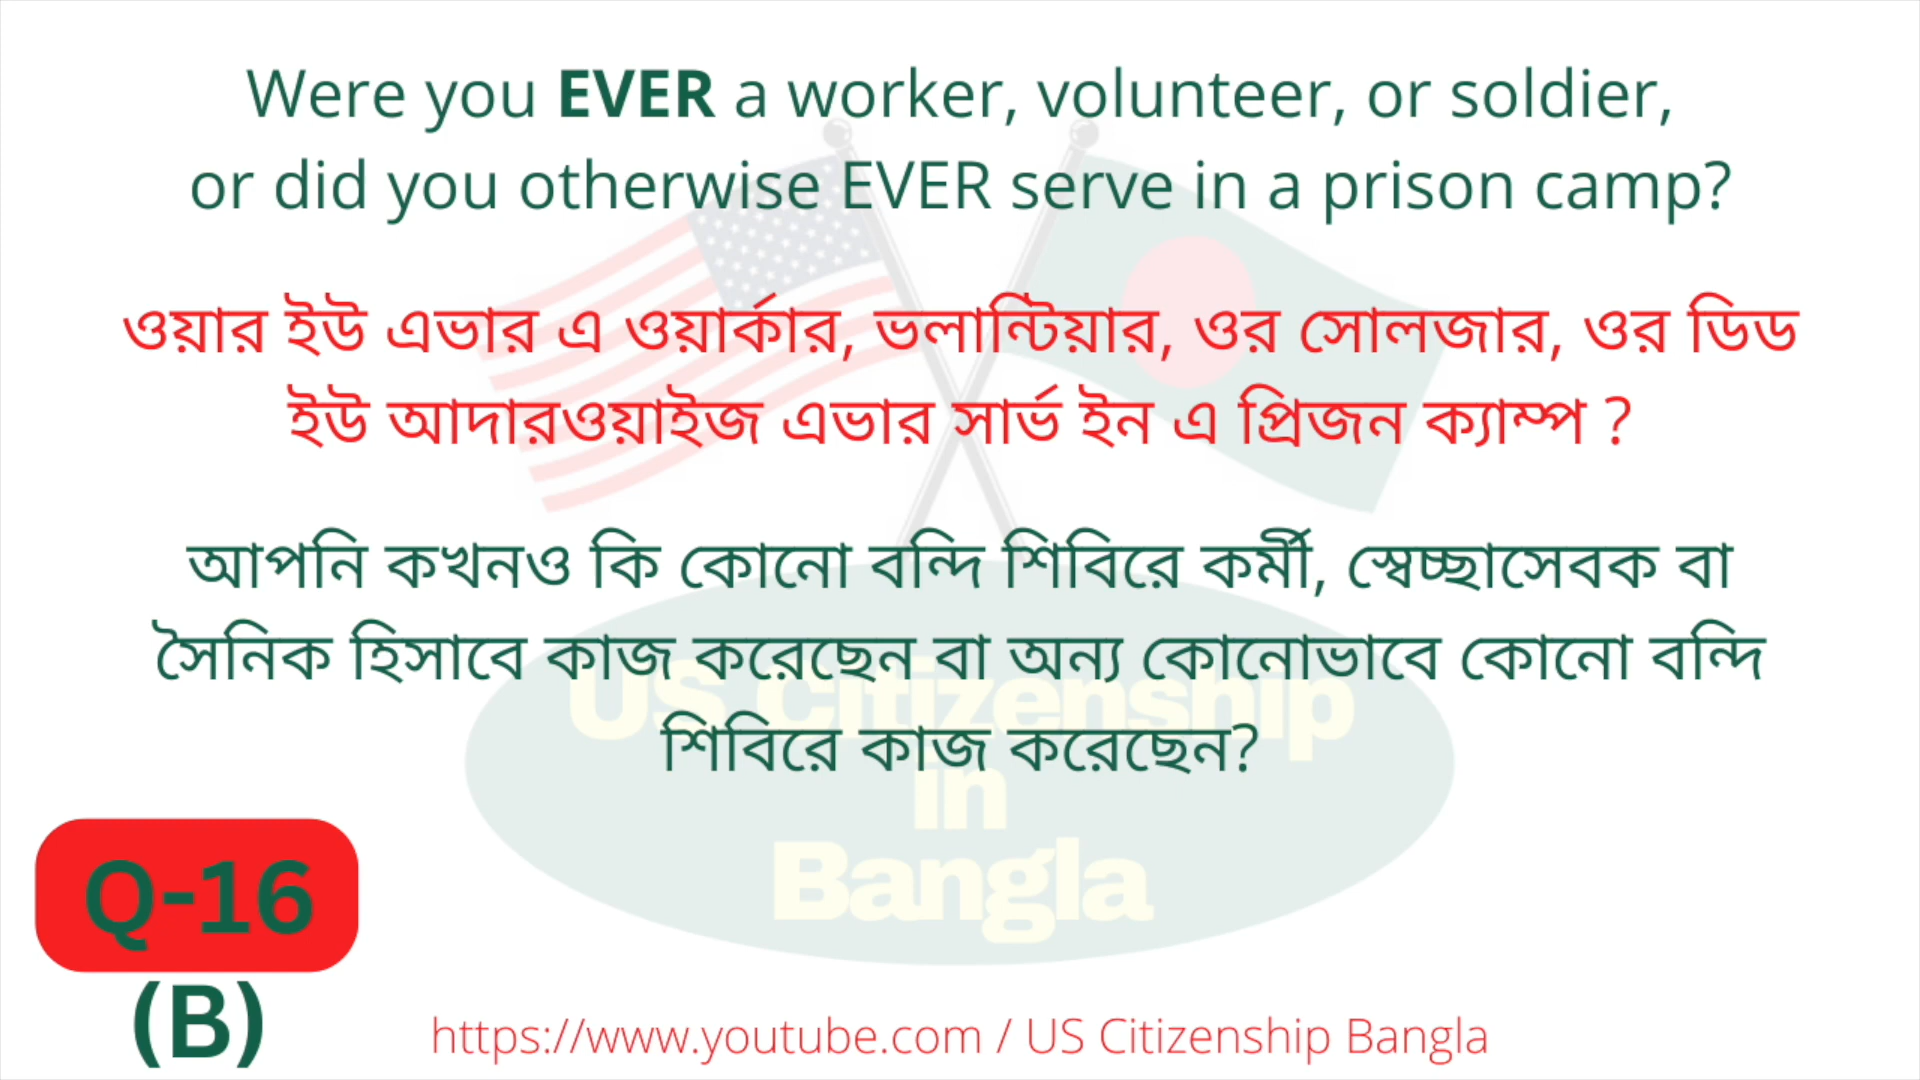 Were you EVER a worker, volunteer, or soldier,
or did you otherwise EVER serve in a prison camp?
ওয়ার ইউ এভার এ ওয়ার্কার, ভলান্টিয়ার, ওর সোলজার, ওর ডিড
ইউ আদারওয়াইজ এভার সার্ভ ইন এ প্রিজন ক্যাম্প ?
আপনি কখনও কি কোনো বন্দি শিবিরে কর্মী, স্বেচ্ছাসেবক বা
সৈনিক হিসাবে কাজ করেছেন বা অন্য কোনোভাবে কোনো বন্দি
শিবিরে কাজ করেছেন?
US Citizenship
in
Bangla
Q-16
(B)
https://www.youtube.com / US Citizenship Bangla